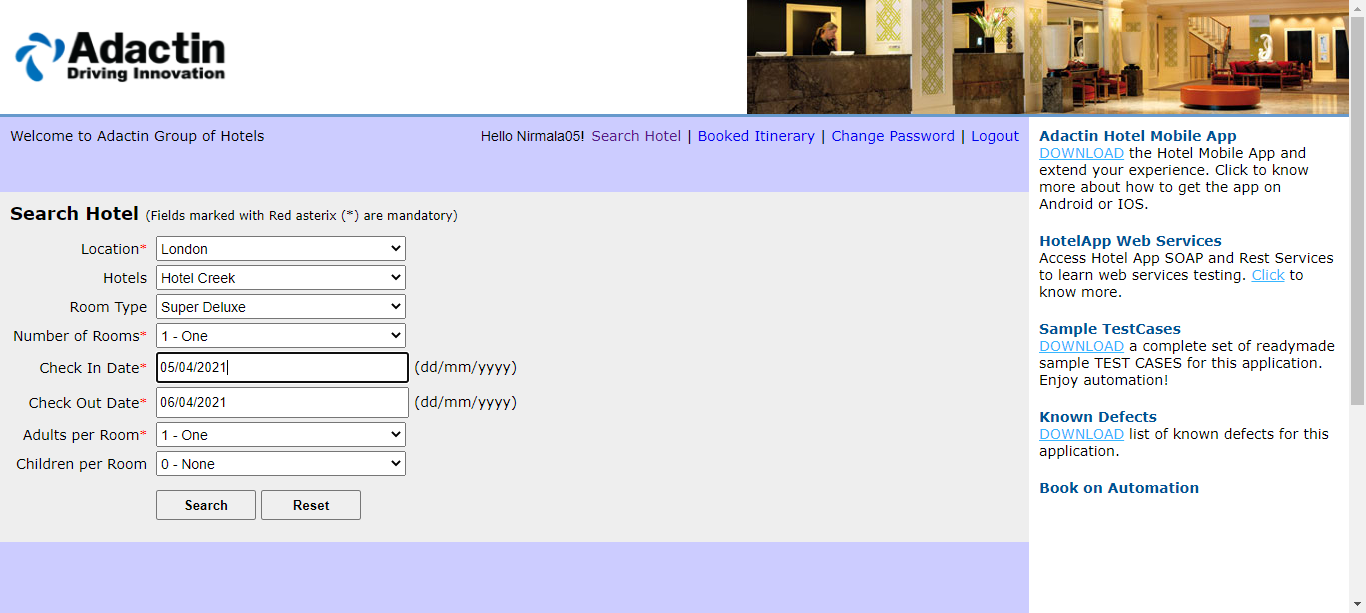 Adactin
Driving Innovation
Welcome to Adactin Group of Hotels
Hello Nirmala05! Search Hotel | Booked Itinerary | Change Password | Logout
Search Hotel (Fields marked with Red asterix (*) are mandatory)
Location* London
Hotels Hotel Creek
Room Type Super Deluxe
Number of Rooms* 1 - One
Check In Date* 05/04/2021 (dd/mm/yyyy)
Check Out Date* 06/04/2021 (dd/mm/yyyy)
Adults per Room* 1 - One
Children per Room 0 - None
Search Reset
Adactin Hotel Mobile App
DOWNLOAD the Hotel Mobile App and
extend your experience. Click to know
more about how to get the app on
Android or IOS.
HotelApp Web Services
Access Hotel App SOAP and Rest Services
to learn web services testing. Click to
know more.
Sample TestCases
DOWNLOAD a complete set of readymade
sample TEST CASES for this application.
Enjoy automation!
Known Defects
DOWNLOAD list of known defects for this
application.
Book on Automation